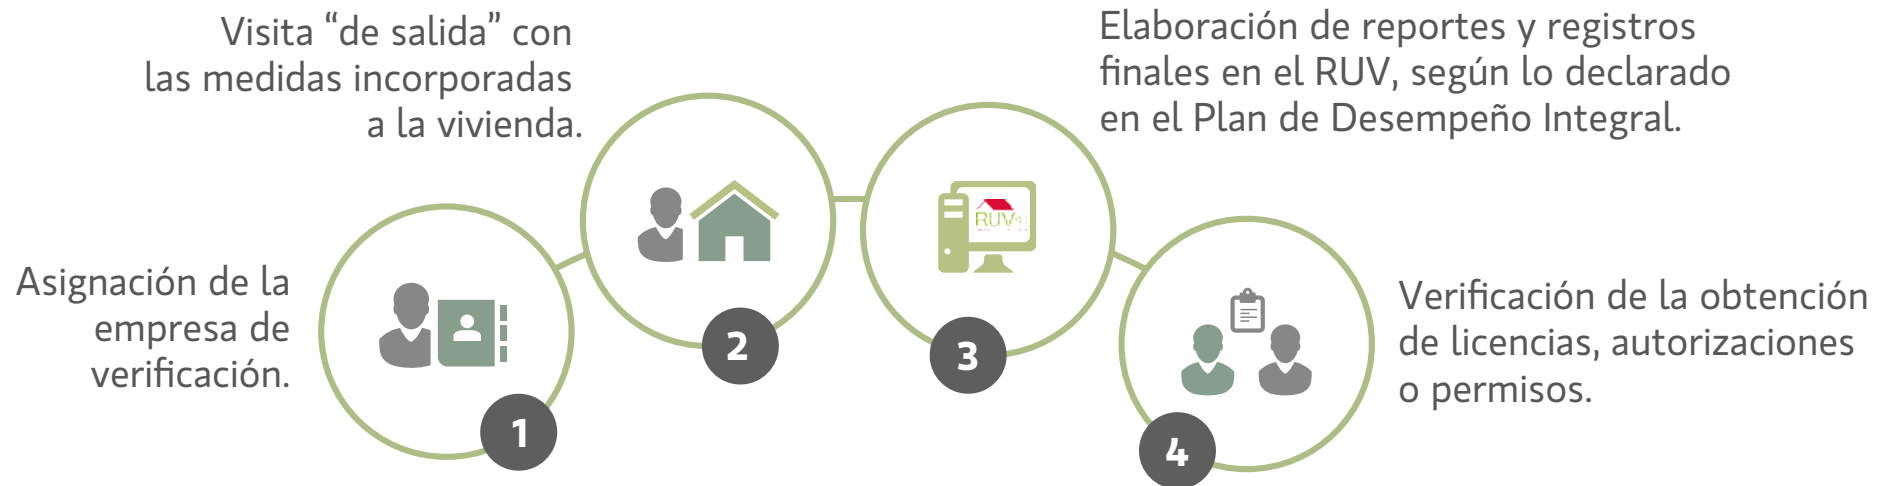 Asignación de la
empresa de
verificación.
1
Visita “de salida” con
las medidas incorporadas
a la vivienda.
2
Elaboración de reportes y registros
finales en el RUV, según lo declarado
en el Plan de Desempeño Integral.
RUV
3
Verificación de la obtención
de licencias, autorizaciones
o permisos.
4